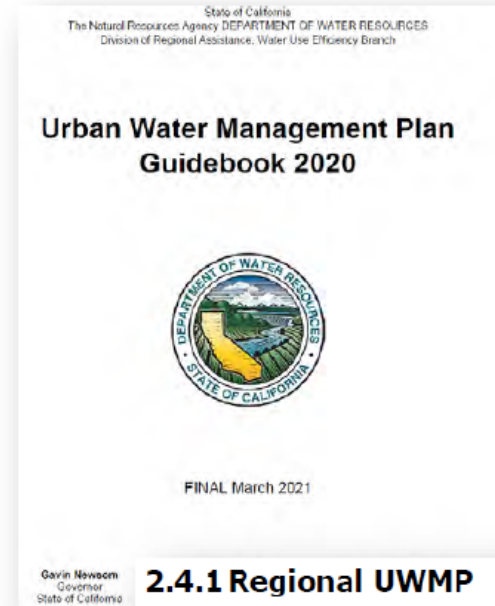 State of California
The Natural Resources Agency DEPARTMENT OF WATER RESOURCES
Division of Regional Assistance, Water Use Efficiency Branch
Urban Water Management Plan
Guidebook 2020
DEPARTMENT OF WATER RESOURCES
STATE OF CALIFORNIA
FINAL March 2021
Gavin Newsom
Governor
State of California
2.4.1 Regional UWMP